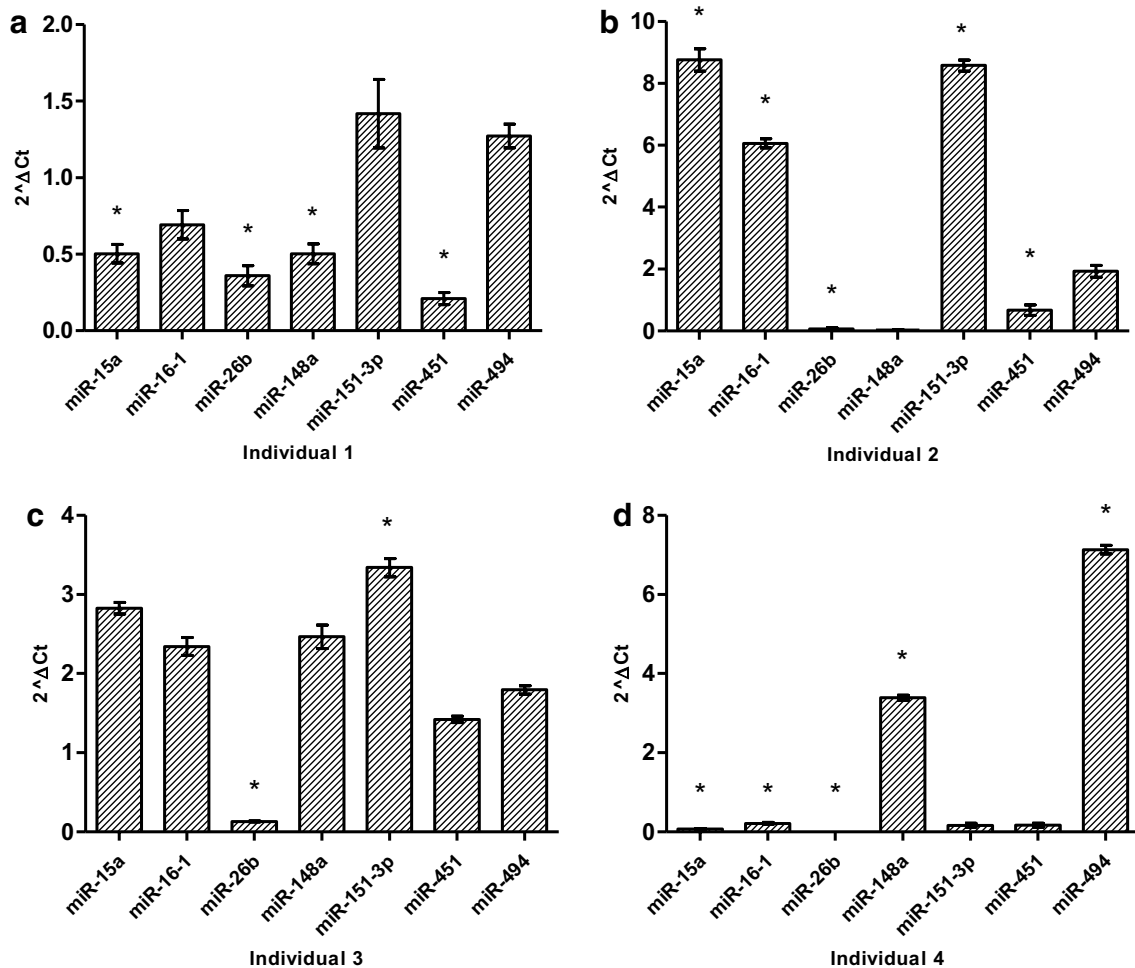 a
2.0
1.5
1.0
0.5
0.0
2^ΔCt
* * * *
miR-15a
miR-16-1
miR-26b
miR-148a
miR-151-3p
miR-451
miR-494
Individual 1
b
10
8
6
4
2
0
2^ΔCt
* * * * *
miR-15a
miR-16-1
miR-26b
miR-148a
miR-151-3p
miR-451
miR-494
Individual 2
c
4
3
2
1
0
2^ΔCt
* *
miR-15a
miR-16-1
miR-26b
miR-148a
miR-151-3p
miR-451
miR-494
Individual 3
d
8
6
4
2
0
2^ΔCt
* * * * *
miR-15a
miR-16-1
miR-26b
miR-148a
miR-151-3p
miR-451
miR-494
Individual 4